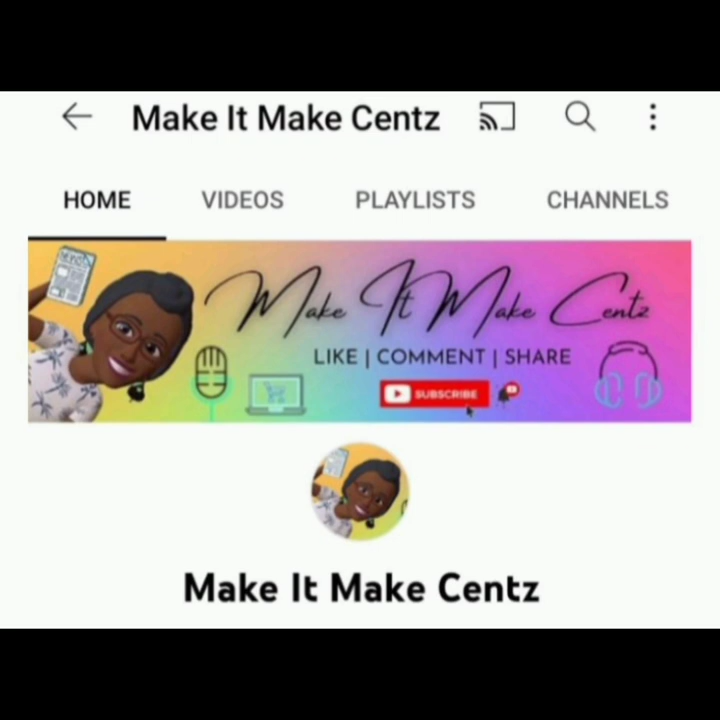 Make It Make Centz
HOME VIDEOS PLAYLISTS CHANNELS
Make It Make Centz
LIKE | COMMENT | SHARE
SUBSCRIBE
Make It Make Centz